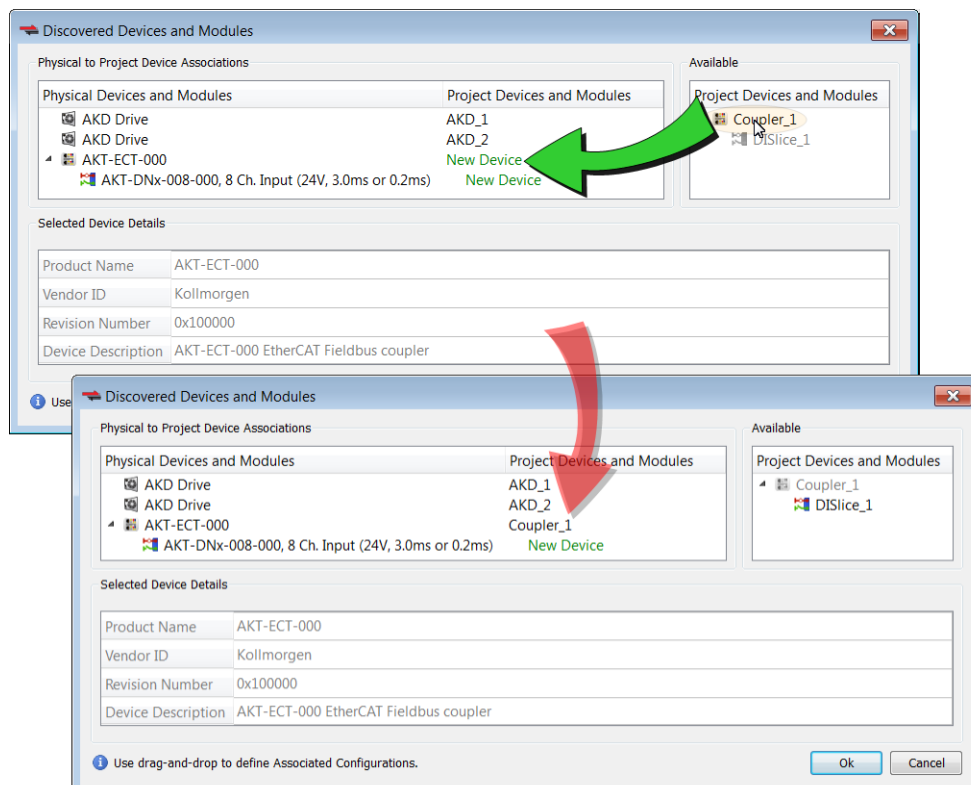 Discovered Devices and Modules
Physical to Project Device Associations
Available
Physical Devices and Modules Project Devices and Modules
Project Devices and Modules
AKD Drive AKD_1
Coupler_1
AKD Drive AKD_2
DISlice_1
AKT-ECT-000 New Device
AKT-DNx-008-000, 8 Ch. Input (24V, 3.0ms or 0.2ms) New Device
Selected Device Details
Product Name AKT-ECT-000
Vendor ID Kollmorgen
Revision Number 0x100000
Device Description AKT-ECT-000 EtherCAT Fieldbus coupler
Use
Discovered Devices and Modules
Physical to Project Device Associations
Available
Physical Devices and Modules Project Devices and Modules
Project Devices and Modules
AKD Drive AKD_1
Coupler_1
AKD Drive AKD_2
DISlice_1
AKT-ECT-000 Coupler_1
AKT-DNx-008-000, 8 Ch. Input (24V, 3.0ms or 0.2ms) New Device
Selected Device Details
Product Name AKT-ECT-000
Vendor ID Kollmorgen
Revision Number 0x100000
Device Description AKT-ECT-000 EtherCAT Fieldbus coupler
Use drag-and-drop to define Associated Configurations.
Ok Cancel